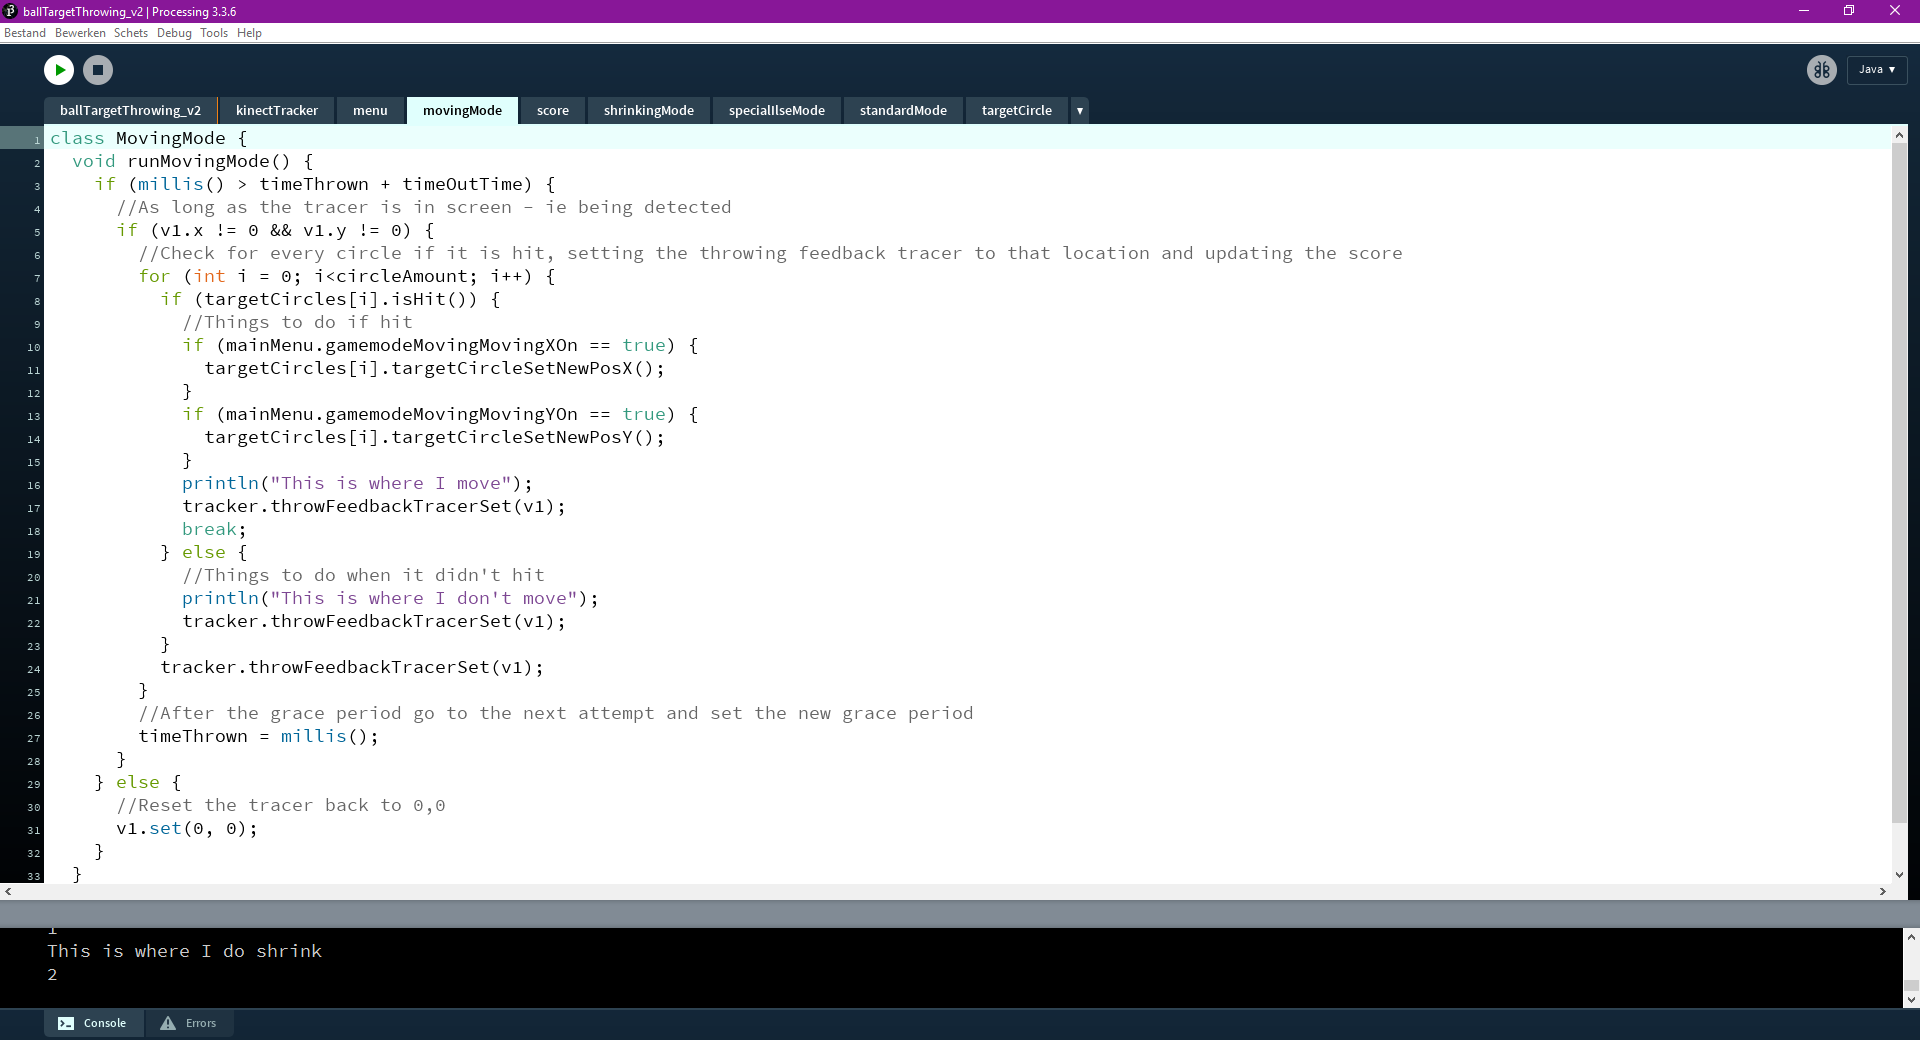 ballTargetThrowing_v2 | Processing 3.3.6
Bestand Bewerken Schets Debug Tools Help
Java ▼
ballTargetThrowing_v2 kinectTracker menu movingMode score shrinkingMode specialIlseMode standardMode targetCircle ▼
1 class MovingMode {
2 void runMovingMode() {
3 if (millis() > timeThrown + timeOutTime) {
4 //As long as the tracer is in screen - ie being detected
5 if (v1.x != 0 && v1.y != 0) {
6 //Check for every circle if it is hit, setting the throwing feedback tracer to that location and updating the score
7 for (int i = 0; i<circleAmount; i++) {
8 if (targetCircles[i].isHit()) {
9 //Things to do if hit
10 if (mainMenu.gamemodeMovingMovingXOn == true) {
11 targetCircles[i].targetCircleSetNewPosX();
12 }
13 if (mainMenu.gamemodeMovingMovingYOn == true) {
14 targetCircles[i].targetCircleSetNewPosY();
15 }
16 println("This is where I move");
17 tracker.throwFeedbackTracerSet(v1);
18 break;
19 } else {
20 //Things to do when it didn't hit
21 println("This is where I don't move");
22 tracker.throwFeedbackTracerSet(v1);
23 }
24 tracker.throwFeedbackTracerSet(v1);
25 }
26 //After the grace period go to the next attempt and set the new grace period
27 timeThrown = millis();
28 }
29 } else {
30 //Reset the tracer back to 0,0
31 v1.set(0, 0);
32 }
33 }
1
This is where I do shrink
2
Console Errors